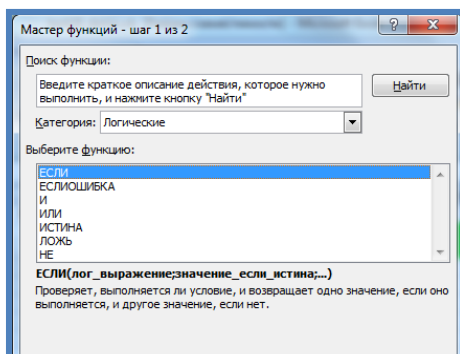 Мастер функций - шаг 1 из 2
Поиск функции:
Введите краткое описание действия, которое нужно
выполнить, и нажмите кнопку "Найти"
Найти
Категория: Логические
Выберите функцию:
ЕСЛИ
ЕСЛИОШИБКА
И
ИЛИ
ИСТИНА
ЛОЖЬ
НЕ
ЕСЛИ(лог_выражение;значение_если_истина;...)
Проверяет, выполняется ли условие, и возвращает одно значение, если оно
выполняется, и другое значение, если нет.